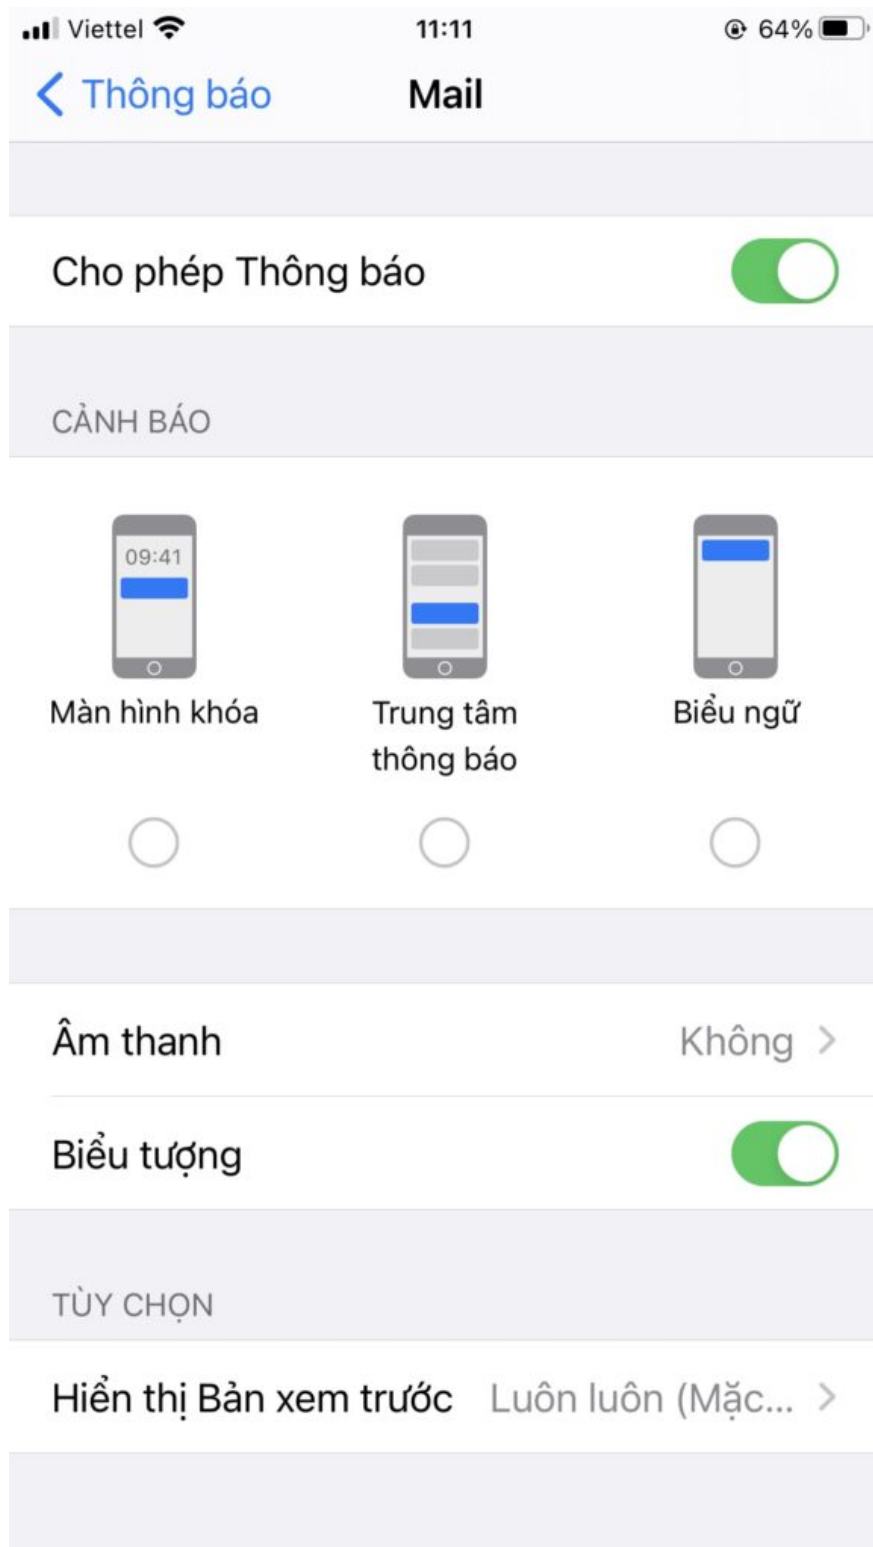 Viettel 11:11 64%
Thông báo Mail
Cho phép Thông báo
CẢNH BÁO
09:41
Màn hình khóa Trung tâm thông báo Biểu ngữ
Âm thanh Không
Biểu tượng
TÙY CHỌN
Hiển thị Bản xem trước Luôn luôn (Mặc...